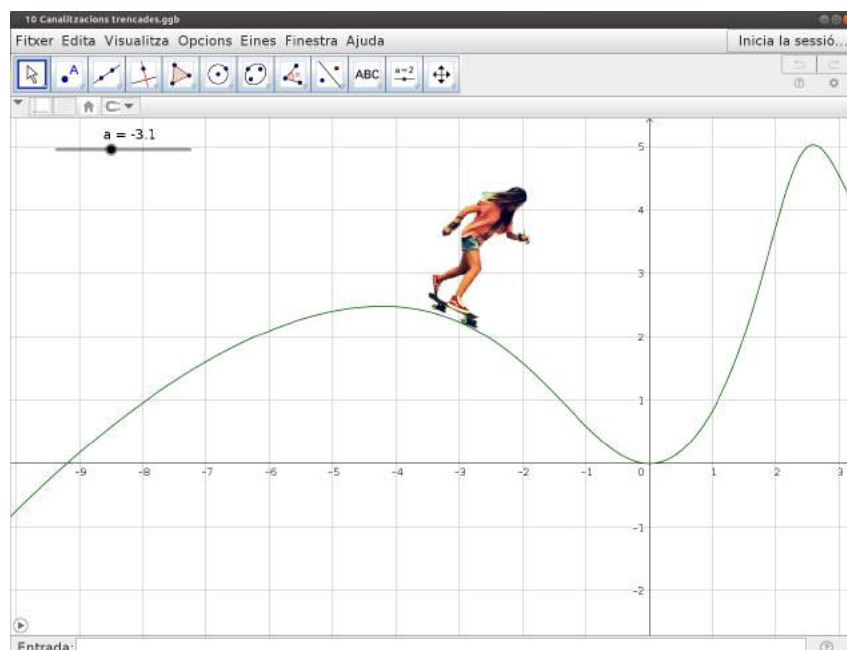 10 Canalitzacions trencades.ggb
Fitxer Edita Visualitza Opcions Eines Finestra Ajuda Inicia la sessió...
A ABC a=2
a = -3.1
5
4
3
2
1
-9 -8 -7 -6 -5 -4 -3 -2 -1 0 1 2 3
-1
-2
Entrada: